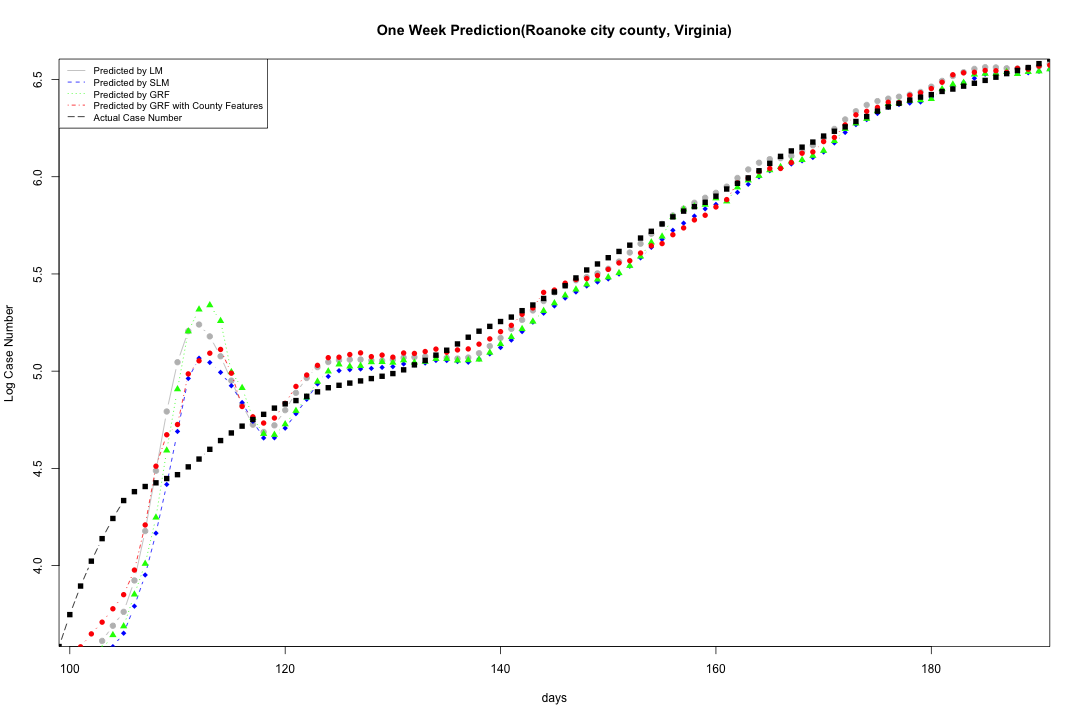 One Week Prediction(Roanoke city county, Virginia)
Predicted by LM
Predicted by SLM
Predicted by GRF
Predicted by GRF with County Features
Actual Case Number
Log Case Number
6.5
6.0
5.5
5.0
4.5
4.0
100 120 140 160 180
days